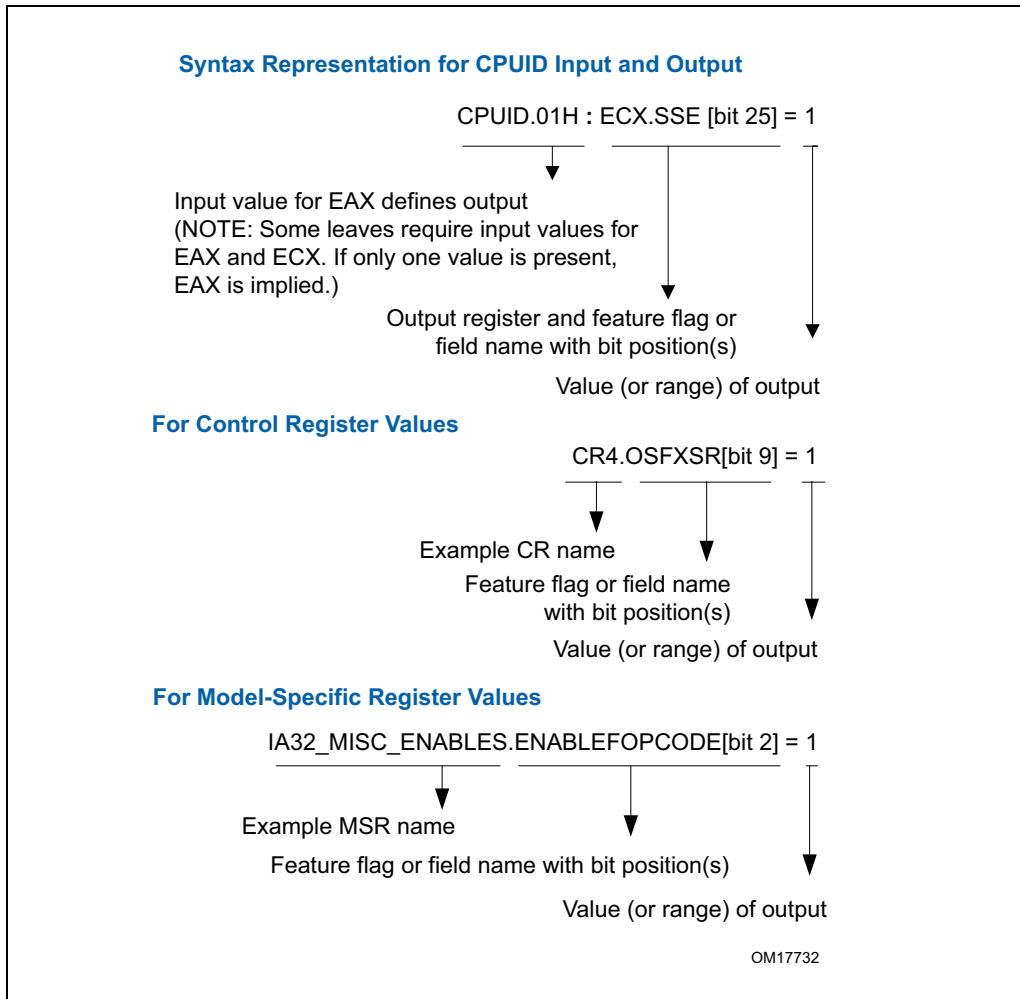 Syntax Representation for CPUID Input and Output
CPUID.01H : ECX.SSE [bit 25] = 1
Input value for EAX defines output
(NOTE: Some leaves require input values for
EAX and ECX. If only one value is present,
EAX is implied.)
Output register and feature flag or
field name with bit position(s)
Value (or range) of output
For Control Register Values
CR4.OSFXSR[bit 9] = 1
Example CR name
Feature flag or field name
with bit position(s)
Value (or range) of output
For Model-Specific Register Values
IA32_MISC_ENABLES.ENABLEFOPCODE[bit 2] = 1
Example MSR name
Feature flag or field name with bit position(s)
Value (or range) of output
OM17732